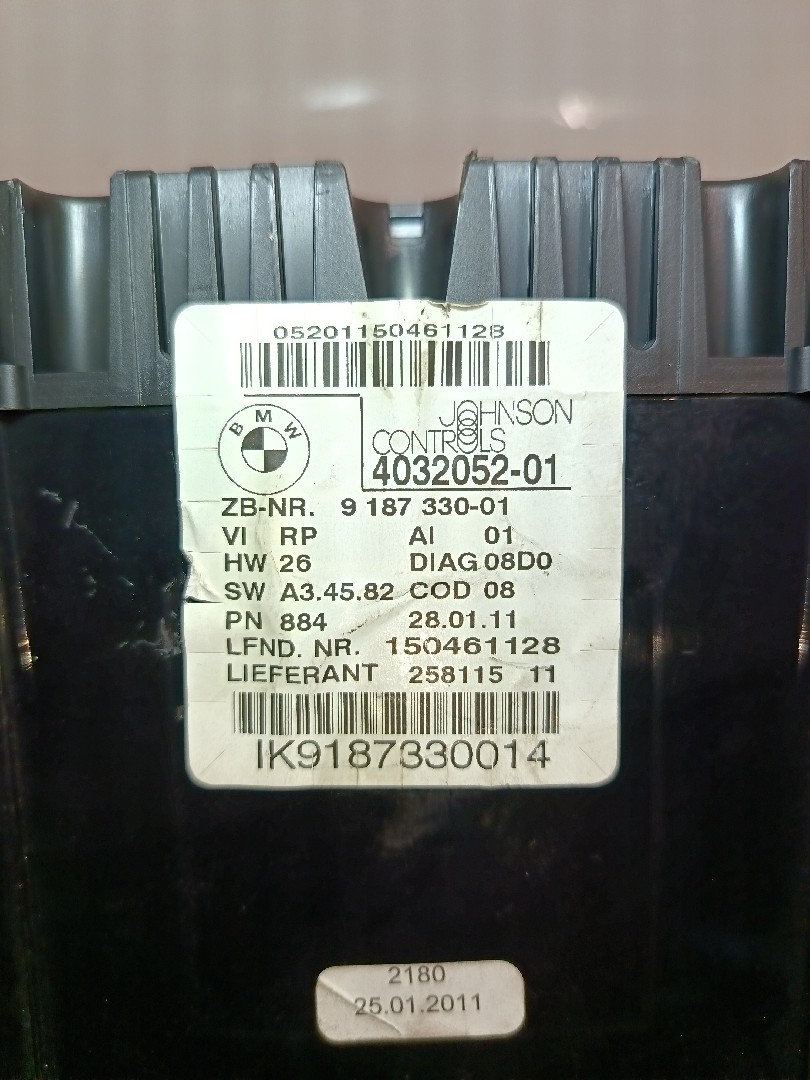 05201150461128
BMW
JOHNSON
CONTROLS
4032052-01
ZB-NR. 9 187 330-01
VI RP AI 01
HW 26 DIAG 08D0
SW A3.45.82 COD 08
PN 884 28.01.11
LFND. NR. 150461128
LIEFERANT 258115 11
IK9187330014
2180
25.01.2011